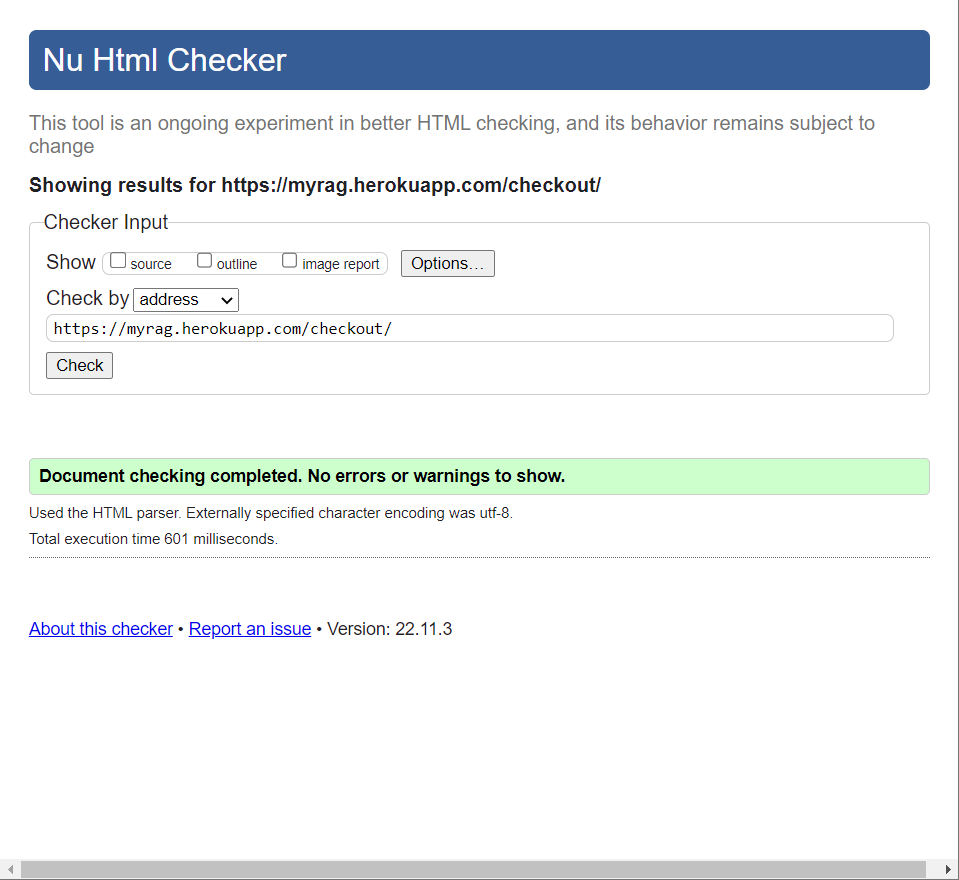 Nu Html Checker
This tool is an ongoing experiment in better HTML checking, and its behavior remains subject to
change
Showing results for https://myrag.herokuapp.com/checkout/
Checker Input
Show source outline image report Options…
Check by address
https://myrag.herokuapp.com/checkout/
Check
Document checking completed. No errors or warnings to show.
Used the HTML parser. Externally specified character encoding was utf-8.
Total execution time 601 milliseconds.
About this checker • Report an issue • Version: 22.11.3